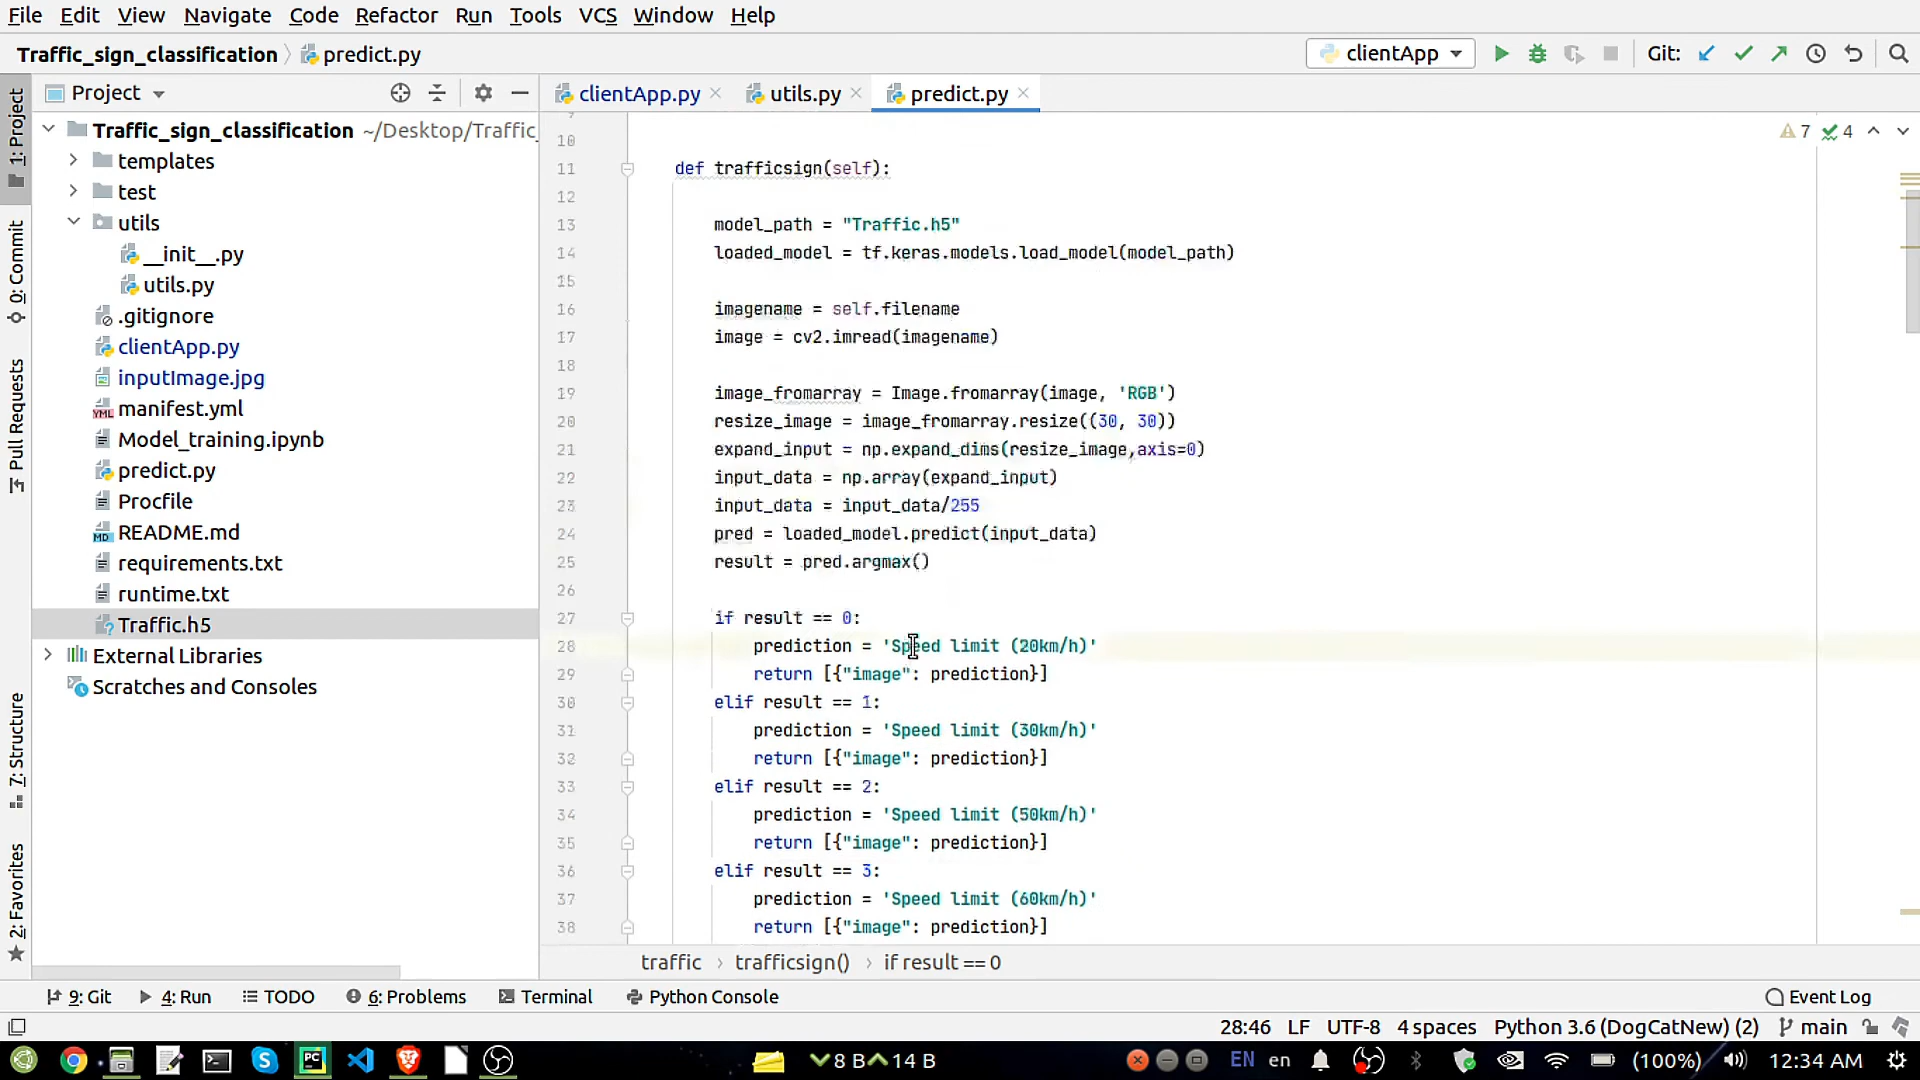 File Edit View Navigate Code Refactor Run Tools VCS Window Help
Traffic_sign_classification predict.py clientApp Git:
Project clientApp.py utils.py predict.py
1: Project
0: Commit
Pull Requests
7: Structure
2: Favorites
Traffic_sign_classification ~/Desktop/Traffic_
templates
test
utils
__init__.py
utils.py
.gitignore
clientApp.py
inputImage.jpg
manifest.yml
Model_training.ipynb
predict.py
Procfile
README.md
requirements.txt
runtime.txt
Traffic.h5
External Libraries
Scratches and Consoles
7 4
10
11 def trafficsign(self):
12
13 model_path = "Traffic.h5"
14 loaded_model = tf.keras.models.load_model(model_path)
15
16 imagename = self.filename
17 image = cv2.imread(imagename)
18
19 image_fromarray = Image.fromarray(image, 'RGB')
20 resize_image = image_fromarray.resize((30, 30))
21 expand_input = np.expand_dims(resize_image,axis=0)
22 input_data = np.array(expand_input)
23 input_data = input_data/255
24 pred = loaded_model.predict(input_data)
25 result = pred.argmax()
26
27 if result == 0:
28 prediction = 'Speed limit (20km/h)'
29 return [{"image": prediction}]
30 elif result == 1:
31 prediction = 'Speed limit (30km/h)'
32 return [{"image": prediction}]
33 elif result == 2:
34 prediction = 'Speed limit (50km/h)'
35 return [{"image": prediction}]
36 elif result == 3:
37 prediction = 'Speed limit (60km/h)'
38 return [{"image": prediction}]
traffic trafficsign() if result == 0
9: Git 4: Run TODO 6: Problems Terminal Python Console Event Log
28:46 LF UTF-8 4 spaces Python 3.6 (DogCatNew) (2) main
8 B 14 B EN en (100%) 12:34 AM